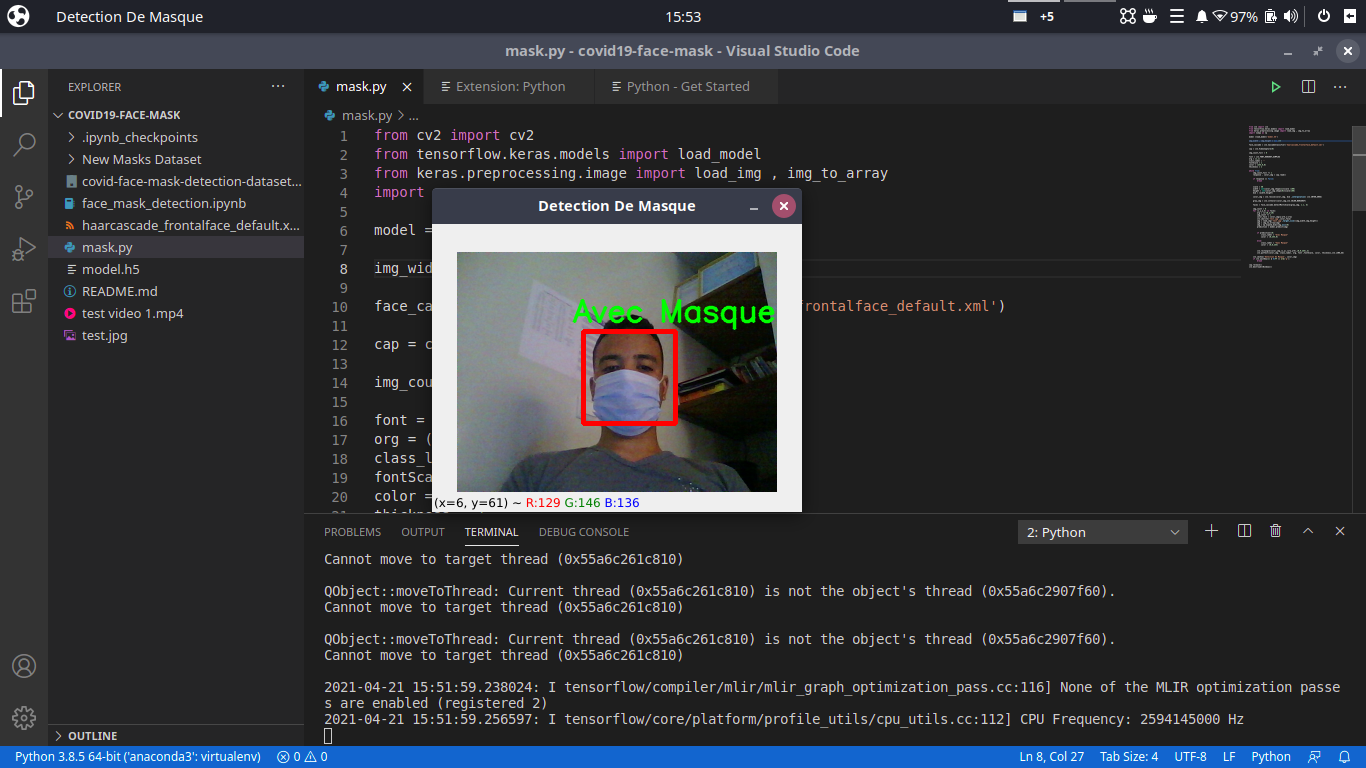 Detection De Masque
15:53
+5
97%
mask.py - covid19-face-mask - Visual Studio Code
EXPLORER
COVID19-FACE-MASK
.ipynb_checkpoints
New Masks Dataset
covid-face-mask-detection-dataset...
face_mask_detection.ipynb
haarcascade_frontalface_default.x...
mask.py
model.h5
README.md
test video 1.mp4
test.jpg
OUTLINE
mask.py
Extension: Python
Python - Get Started
mask.py > ...
1 from cv2 import cv2
2 from tensorflow.keras.models import load_model
3 from keras.preprocessing.image import load_img , img_to_array
4 import
5
6 model =
7
8 img_wid
9
10 face_ca frontalface_default.xml')
11
12 cap = c
13
14 img_cou
15
16 font =
17 org = (
18 class_l
19 fontSca
20 color =
21
Detection De Masque
Avec Masque
(x=6, y=61) ~ R:129 G:146 B:136
PROBLEMS
OUTPUT
TERMINAL
DEBUG CONSOLE
2: Python
Cannot move to target thread (0x55a6c261c810)
QObject::moveToThread: Current thread (0x55a6c261c810) is not the object's thread (0x55a6c2907f60).
Cannot move to target thread (0x55a6c261c810)
QObject::moveToThread: Current thread (0x55a6c261c810) is not the object's thread (0x55a6c2907f60).
Cannot move to target thread (0x55a6c261c810)
2021-04-21 15:51:59.238024: I tensorflow/compiler/mlir/mlir_graph_optimization_pass.cc:116] None of the MLIR optimization passe
s are enabled (registered 2)
2021-04-21 15:51:59.256597: I tensorflow/core/platform/profile_utils/cpu_utils.cc:112] CPU Frequency: 2594145000 Hz
Python 3.8.5 64-bit ('anaconda3': virtualenv)
0
0
Ln 8, Col 27
Tab Size: 4
UTF-8
LF
Python